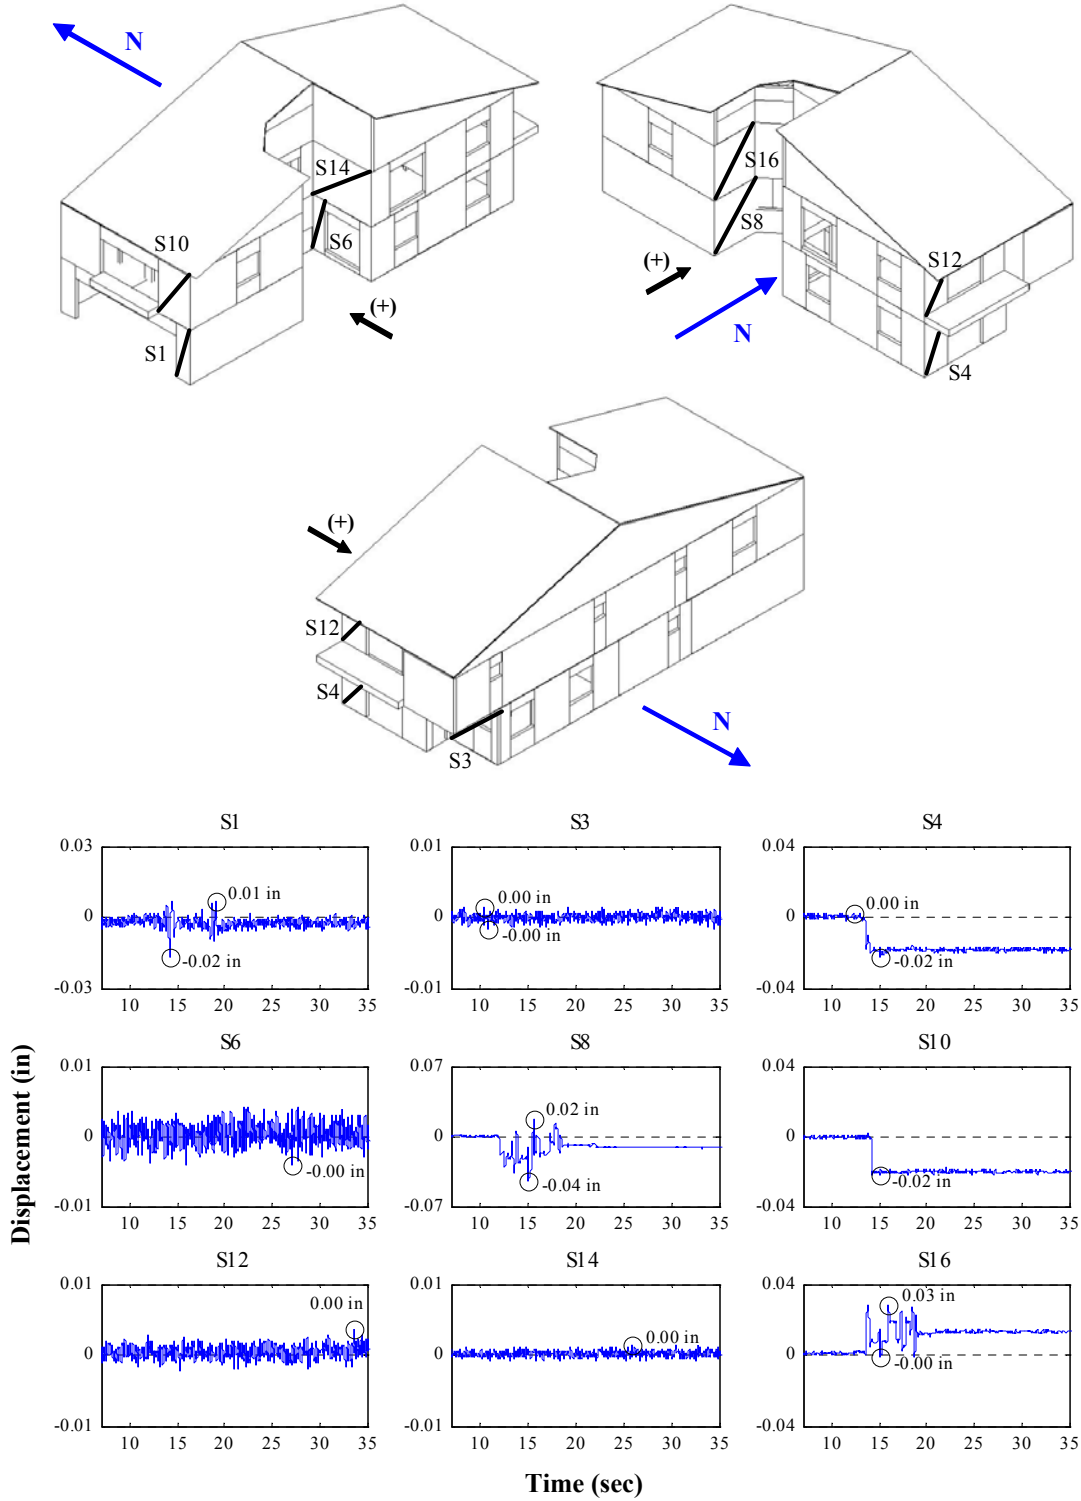 N
S14
S6
S10
S1
(+)
S16
S8
(+)
N
S12
S4
(+)
S12
S4
S3
N
Displacement (in)
S1
0.03
0
-0.03
0.01 in
-0.02 in
10 15 20 25 30 35
S3
0.01
0
-0.01
0.00 in
-0.00 in
10 15 20 25 30 35
S4
0.04
0
-0.04
0.00 in
-0.02 in
10 15 20 25 30 35
S6
0.01
0
-0.01
-0.00 in
10 15 20 25 30 35
S8
0.07
0
-0.07
0.02 in
-0.04 in
10 15 20 25 30 35
S10
0.04
0
-0.04
-0.02 in
10 15 20 25 30 35
S12
0.01
0
-0.01
0.00 in
10 15 20 25 30 35
S14
0.01
0
-0.01
0.00 in
10 15 20 25 30 35
S16
0.04
0
-0.04
0.03 in
-0.00 in
10 15 20 25 30 35
Time (sec)